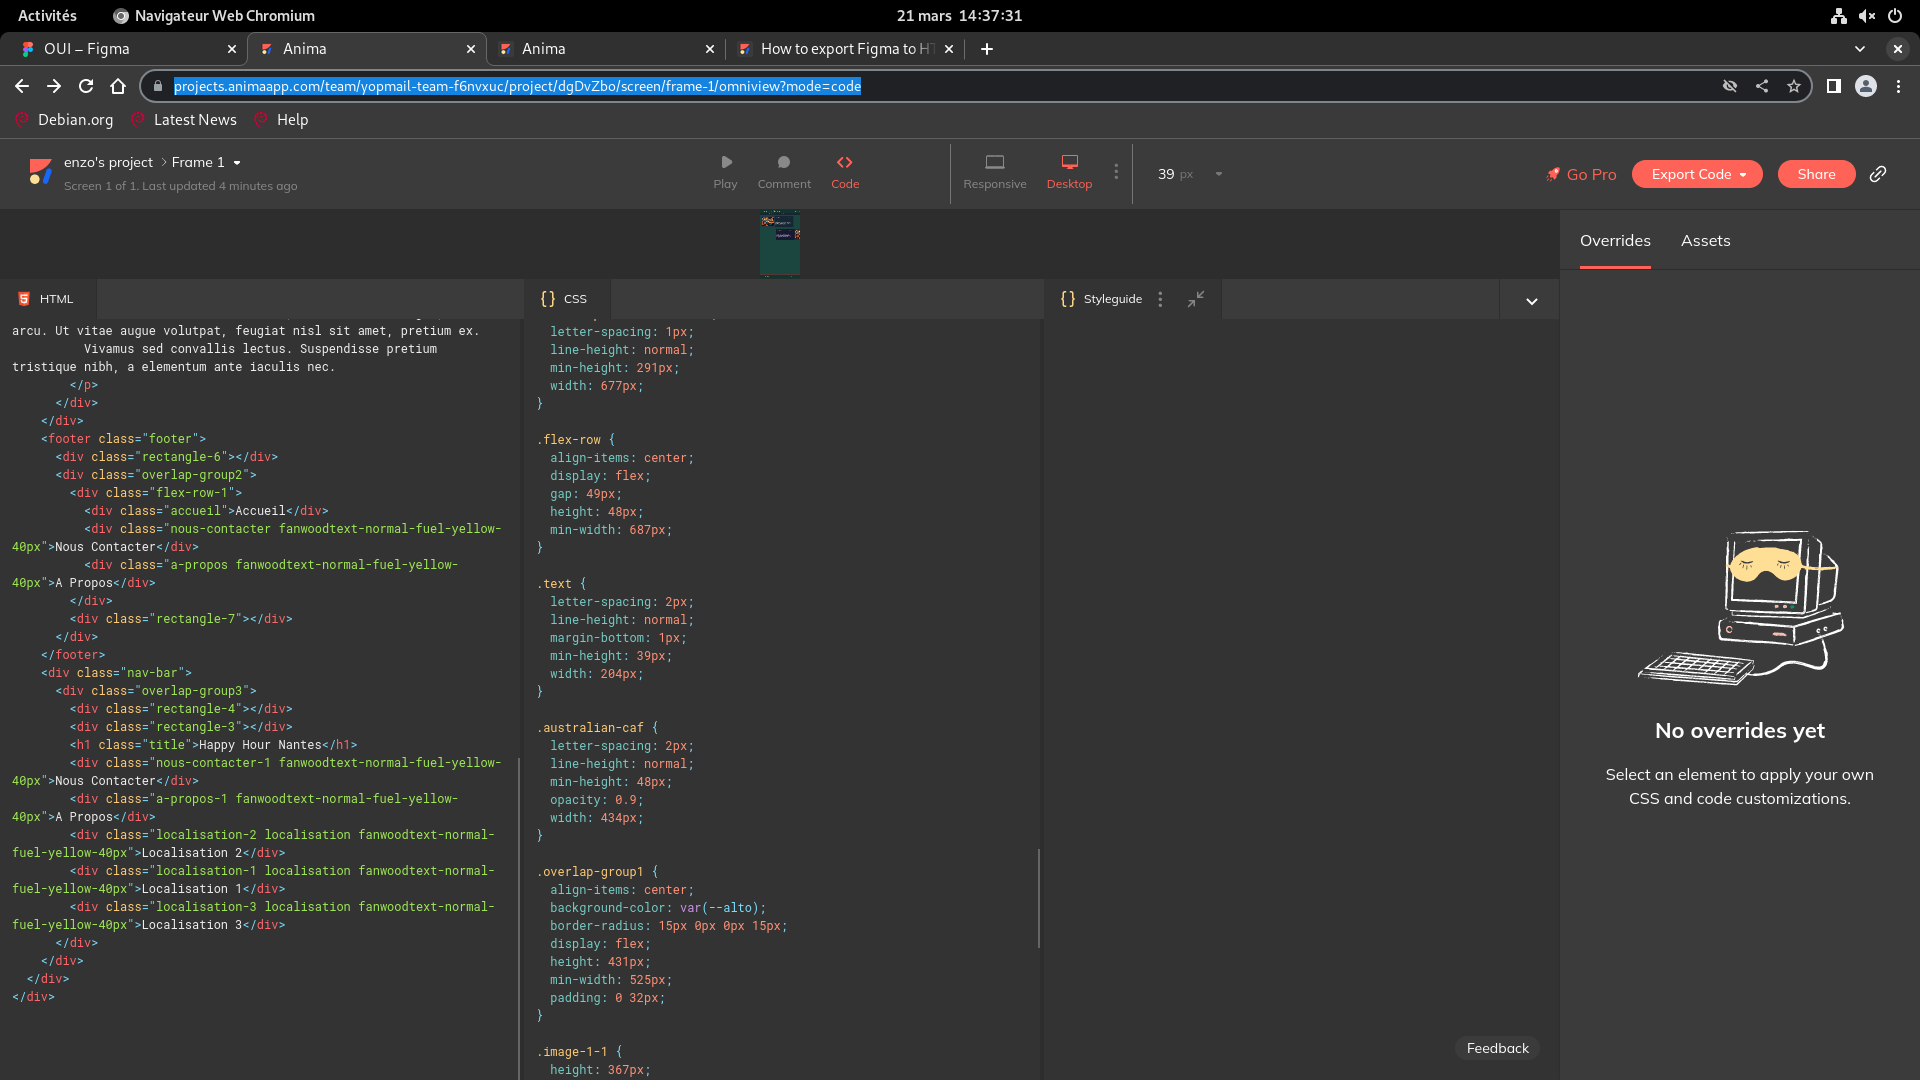 Activités
Navigateur Web Chromium
21 mars 14:37:31
OUI – Figma
Anima
Anima
How to export Figma to HT
projects.animaapp.com/team/yopmail-team-f6nvxuc/project/dgDvZbo/screen/frame-1/omniview?mode=code
Debian.org
Latest News
Help
enzo's project > Frame 1
Screen 1 of 1. Last updated 4 minutes ago
Play
Comment
Code
Responsive
Desktop
39 px
Go Pro
Export Code
Share
HTML
arcu. Ut vitae augue volutpat, feugiat nisl sit amet, pretium ex.
Vivamus sed convallis lectus. Suspendisse pretium
tristique nibh, a elementum ante iaculis nec.
</p>
</div>
</div>
<footer class="footer">
<div class="rectangle-6"></div>
<div class="overlap-group2">
<div class="flex-row-1">
<div class="accueil">Accueil</div>
<div class="nous-contacter fanwoodtext-normal-fuel-yellow-
40px">Nous Contacter</div>
<div class="a-propos fanwoodtext-normal-fuel-yellow-
40px">A Propos</div>
</div>
<div class="rectangle-7"></div>
</div>
</footer>
<div class="nav-bar">
<div class="overlap-group3">
<div class="rectangle-4"></div>
<div class="rectangle-3"></div>
<h1 class="title">Happy Hour Nantes</h1>
<div class="nous-contacter-1 fanwoodtext-normal-fuel-yellow-
40px">Nous Contacter</div>
<div class="a-propos-1 fanwoodtext-normal-fuel-yellow-
40px">A Propos</div>
<div class="localisation-2 localisation fanwoodtext-normal-
fuel-yellow-40px">Localisation 2</div>
<div class="localisation-1 localisation fanwoodtext-normal-
fuel-yellow-40px">Localisation 1</div>
<div class="localisation-3 localisation fanwoodtext-normal-
fuel-yellow-40px">Localisation 3</div>
</div>
</div>
</div>
</div>
{} CSS
letter-spacing: 1px;
line-height: normal;
min-height: 291px;
width: 677px;
}
.flex-row {
align-items: center;
display: flex;
gap: 49px;
height: 48px;
min-width: 687px;
}
.text {
letter-spacing: 2px;
line-height: normal;
margin-bottom: 1px;
min-height: 39px;
width: 204px;
}
.australian-caf {
letter-spacing: 2px;
line-height: normal;
min-height: 48px;
opacity: 0.9;
width: 434px;
}
.overlap-group1 {
align-items: center;
background-color: var(--alto);
border-radius: 15px 0px 0px 15px;
display: flex;
height: 431px;
min-width: 525px;
padding: 0 32px;
}
.image-1-1 {
height: 367px;
{} Styleguide
Feedback
Overrides
Assets
No overrides yet
Select an element to apply your own
CSS and code customizations.